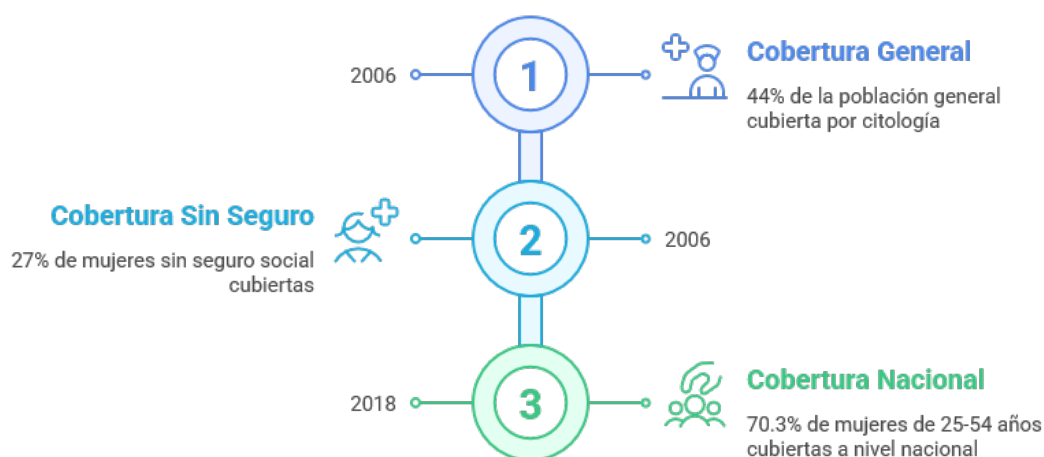 2006
1
Cobertura General
44% de la población general
cubierta por citología
Cobertura Sin Seguro
27% de mujeres sin seguro social
cubiertas
2
2006
2018
3
Cobertura Nacional
70.3% de mujeres de 25-54 años
cubiertas a nivel nacional